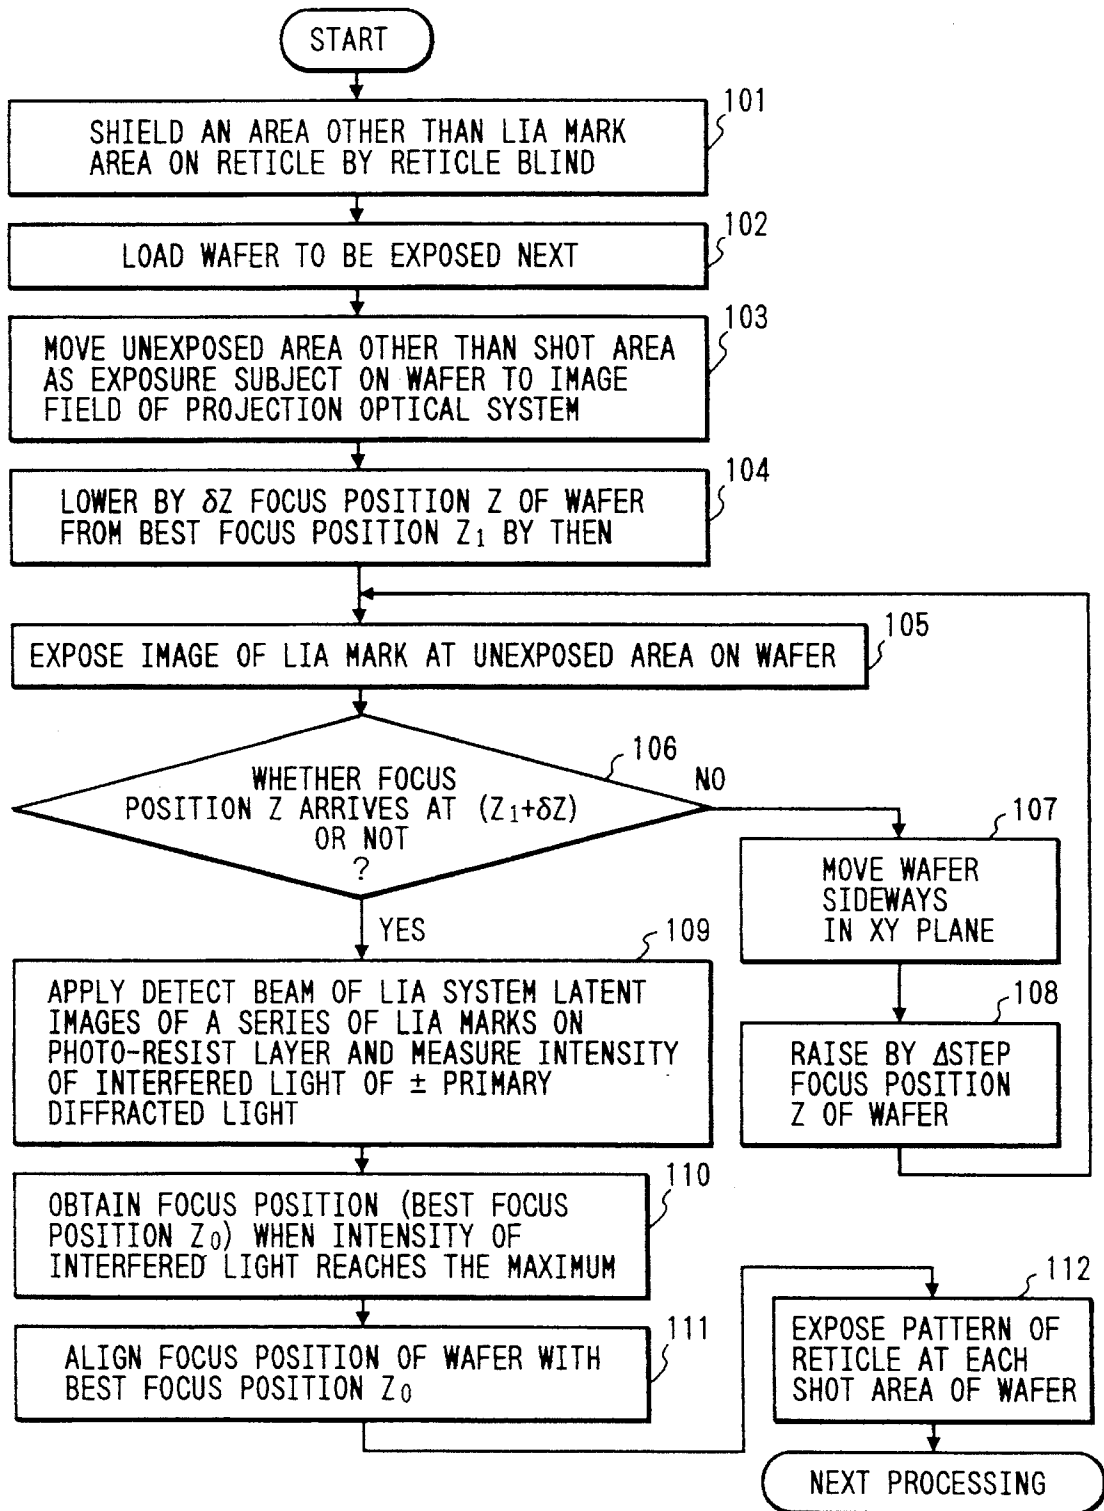 START
101
SHIELD AN AREA OTHER THAN LIA MARK
AREA ON RETICLE BY RETICLE BLIND
102
LOAD WAFER TO BE EXPOSED NEXT
103
MOVE UNEXPOSED AREA OTHER THAN SHOT AREA
AS EXPOSURE SUBJECT ON WAFER TO IMAGE
FIELD OF PROJECTION OPTICAL SYSTEM
104
LOWER BY δZ FOCUS POSITION Z OF WAFER
FROM BEST FOCUS POSITION Z₁ BY THEN
105
EXPOSE IMAGE OF LIA MARK AT UNEXPOSED AREA ON WAFER
106
WHETHER FOCUS
POSITION Z ARRIVES AT (Z₁+δZ)
OR NOT
?
NO
107
MOVE WAFER
SIDEWAYS
IN XY PLANE
108
RAISE BY ΔSTEP
FOCUS POSITION
Z OF WAFER
YES
109
APPLY DETECT BEAM OF LIA SYSTEM LATENT
IMAGES OF A SERIES OF LIA MARKS ON
PHOTO-RESIST LAYER AND MEASURE INTENSITY
OF INTERFERED LIGHT OF ± PRIMARY
DIFFRACTED LIGHT
110
OBTAIN FOCUS POSITION (BEST FOCUS
POSITION Z₀) WHEN INTENSITY OF
INTERFERED LIGHT REACHES THE MAXIMUM
111
ALIGN FOCUS POSITION OF WAFER WITH
BEST FOCUS POSITION Z₀
112
EXPOSE PATTERN OF
RETICLE AT EACH
SHOT AREA OF WAFER
NEXT PROCESSING